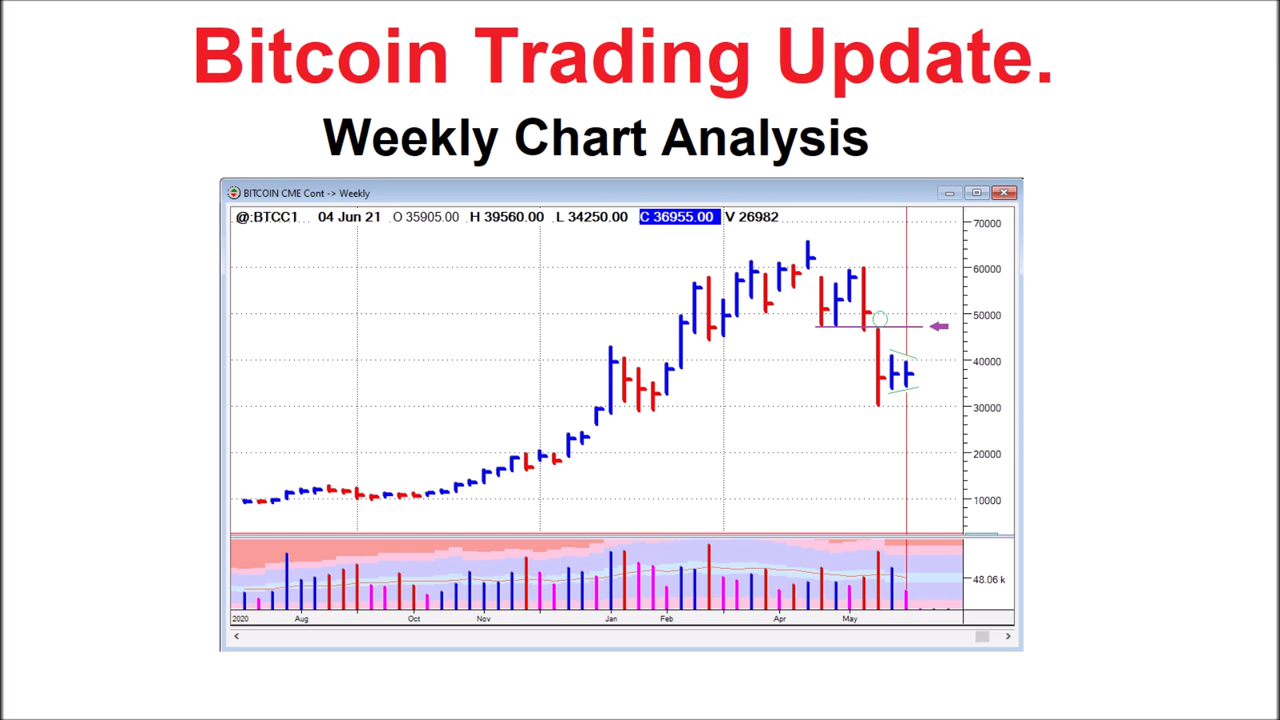 Bitcoin Trading Update.
Weekly Chart Analysis
BITCOIN CME Cont -> Weekly
@:BTCC1 04 Jun 21 O 35905.00 H 39560.00 L 34250.00 C 36955.00 V 26982
70000
60000
50000
40000
30000
20000
10000
48.06 k
2020 Aug Oct Nov Jan Feb Apr May